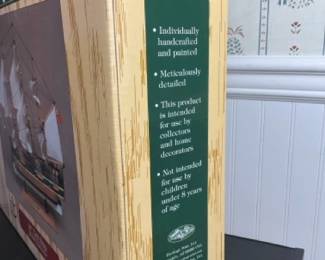 • Individually
handcrafted
and painted
• Meticulously
detailed
• This product
is intended
for use by
collectors
and home
decorators
• Not intended
for use by
children
under 8 years
of age